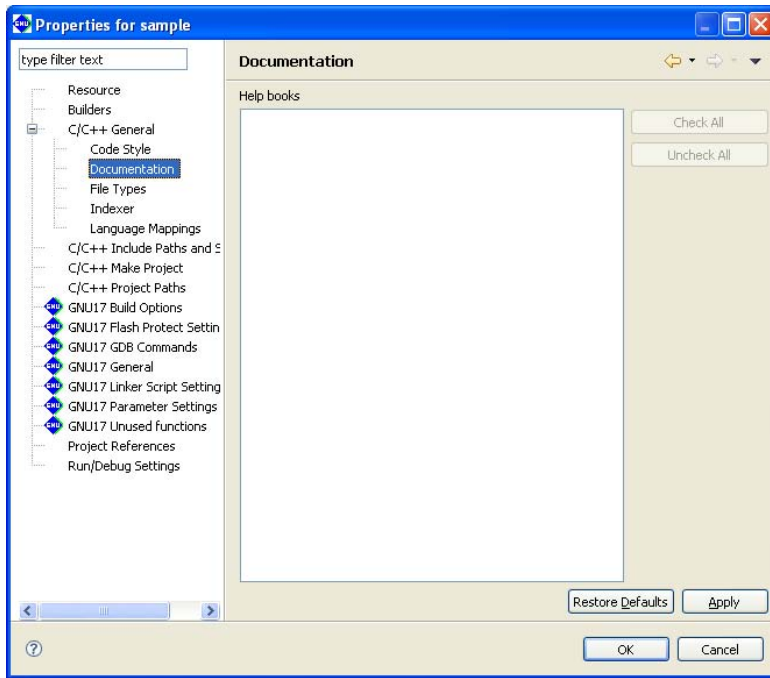 Properties for sample
type filter text
Resource
Builders
C/C++ General
Code Style
Documentation
File Types
Indexer
Language Mappings
C/C++ Include Paths and S
C/C++ Make Project
C/C++ Project Paths
GNU17 Build Options
GNU17 Flash Protect Settin
GNU17 GDB Commands
GNU17 General
GNU17 Linker Script Setting
GNU17 Parameter Settings
GNU17 Unused functions
Project References
Run/Debug Settings
Documentation
Help books
Check All
Uncheck All
Restore Defaults
Apply
OK
Cancel